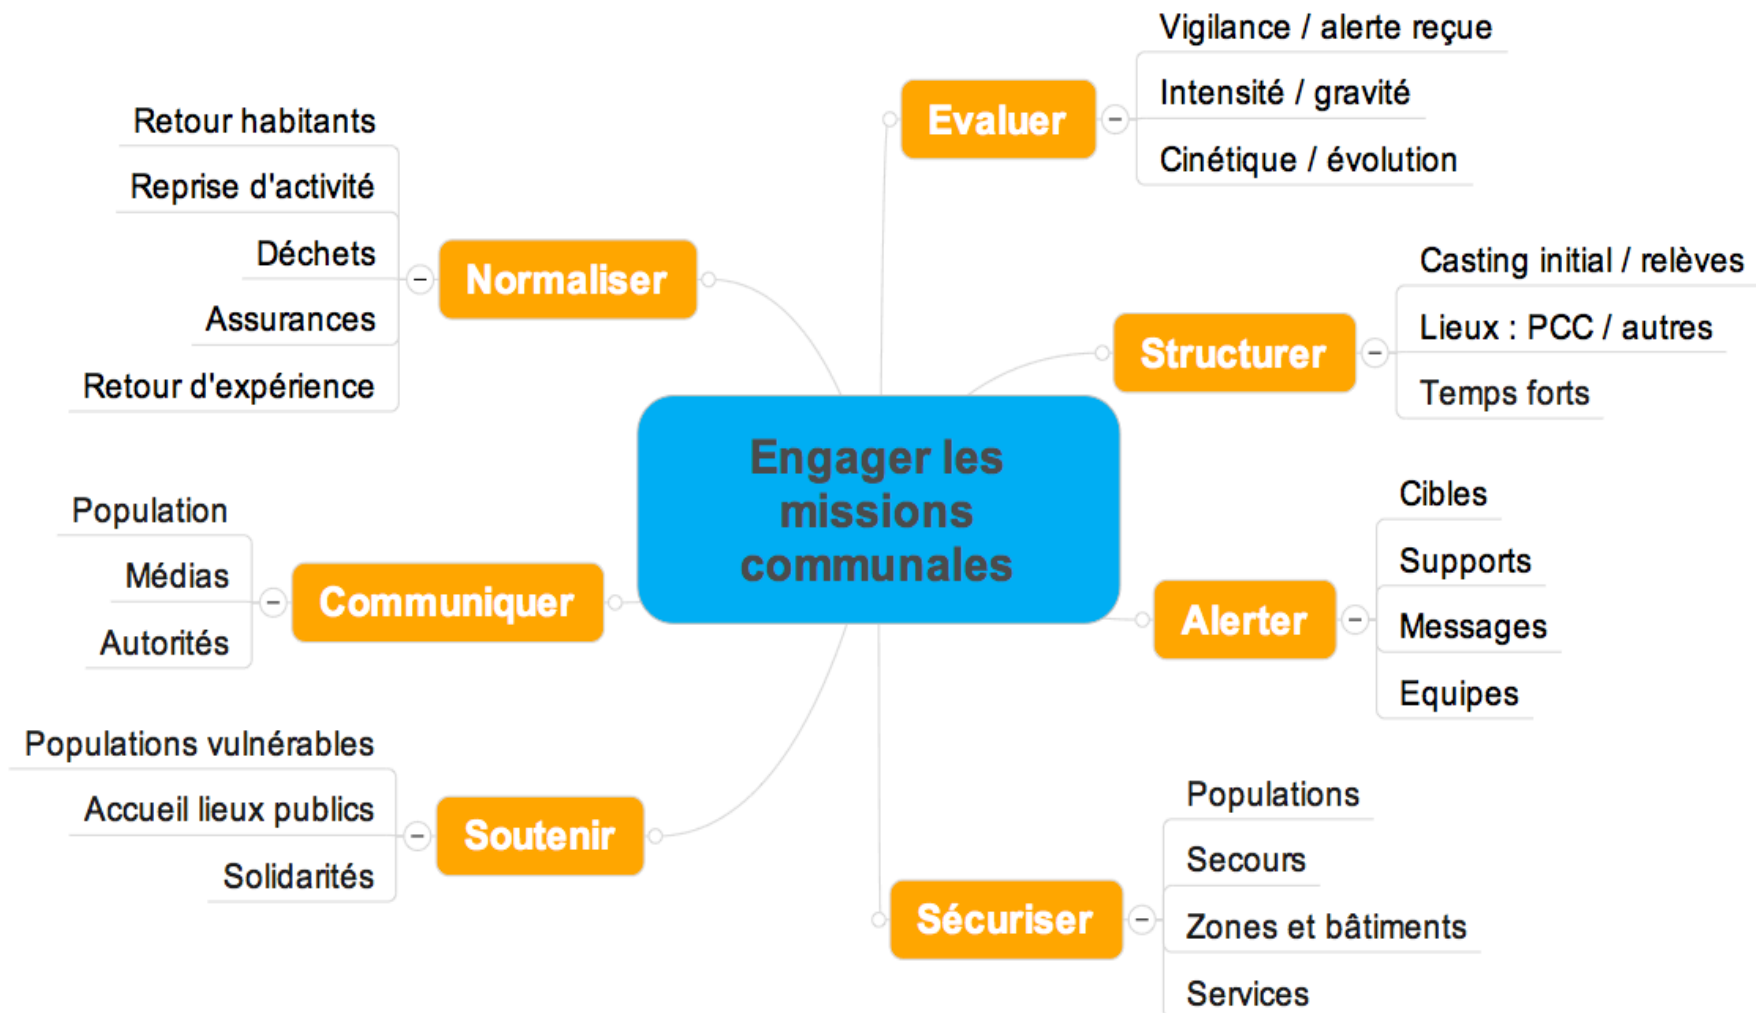 Engager les
missions
communales
Evaluer
Vigilance / alerte reçue
Intensité / gravité
Cinétique / évolution
Structurer
Casting initial / relèves
Lieux : PCC / autres
Temps forts
Alerter
Cibles
Supports
Messages
Equipes
Sécuriser
Populations
Secours
Zones et bâtiments
Services
Soutenir
Populations vulnérables
Accueil lieux publics
Solidarités
Communiquer
Population
Médias
Autorités
Normaliser
Retour habitants
Reprise d'activité
Déchets
Assurances
Retour d'expérience